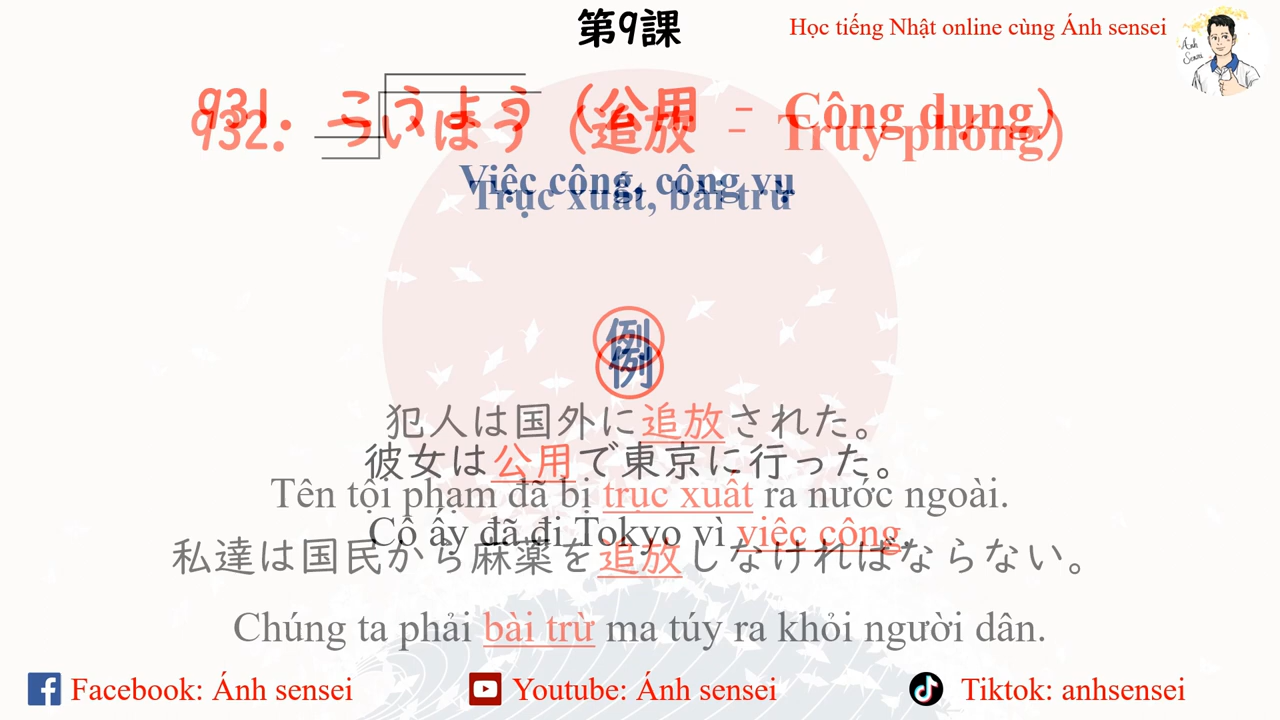 第9課
Học tiếng Nhật online cùng Ánh sensei
Ánh Sensei
931. こうよう (公用 - Công dụng)
932. ついほう (追放 - Truy phóng)
Việc công, công vụ
Trục xuất, bài trừ
例
例
犯人は国外に追放された。
彼女は公用で東京に行った。
Tên tội phạm đã bị trục xuất ra nước ngoài.
Cô ấy đã đi Tokyo vì việc công.
私達は国民から麻薬を追放しなければならない。
Chúng ta phải bài trừ ma túy ra khỏi người dân.
Facebook: Ánh sensei
Youtube: Ánh sensei
Tiktok: anhsensei